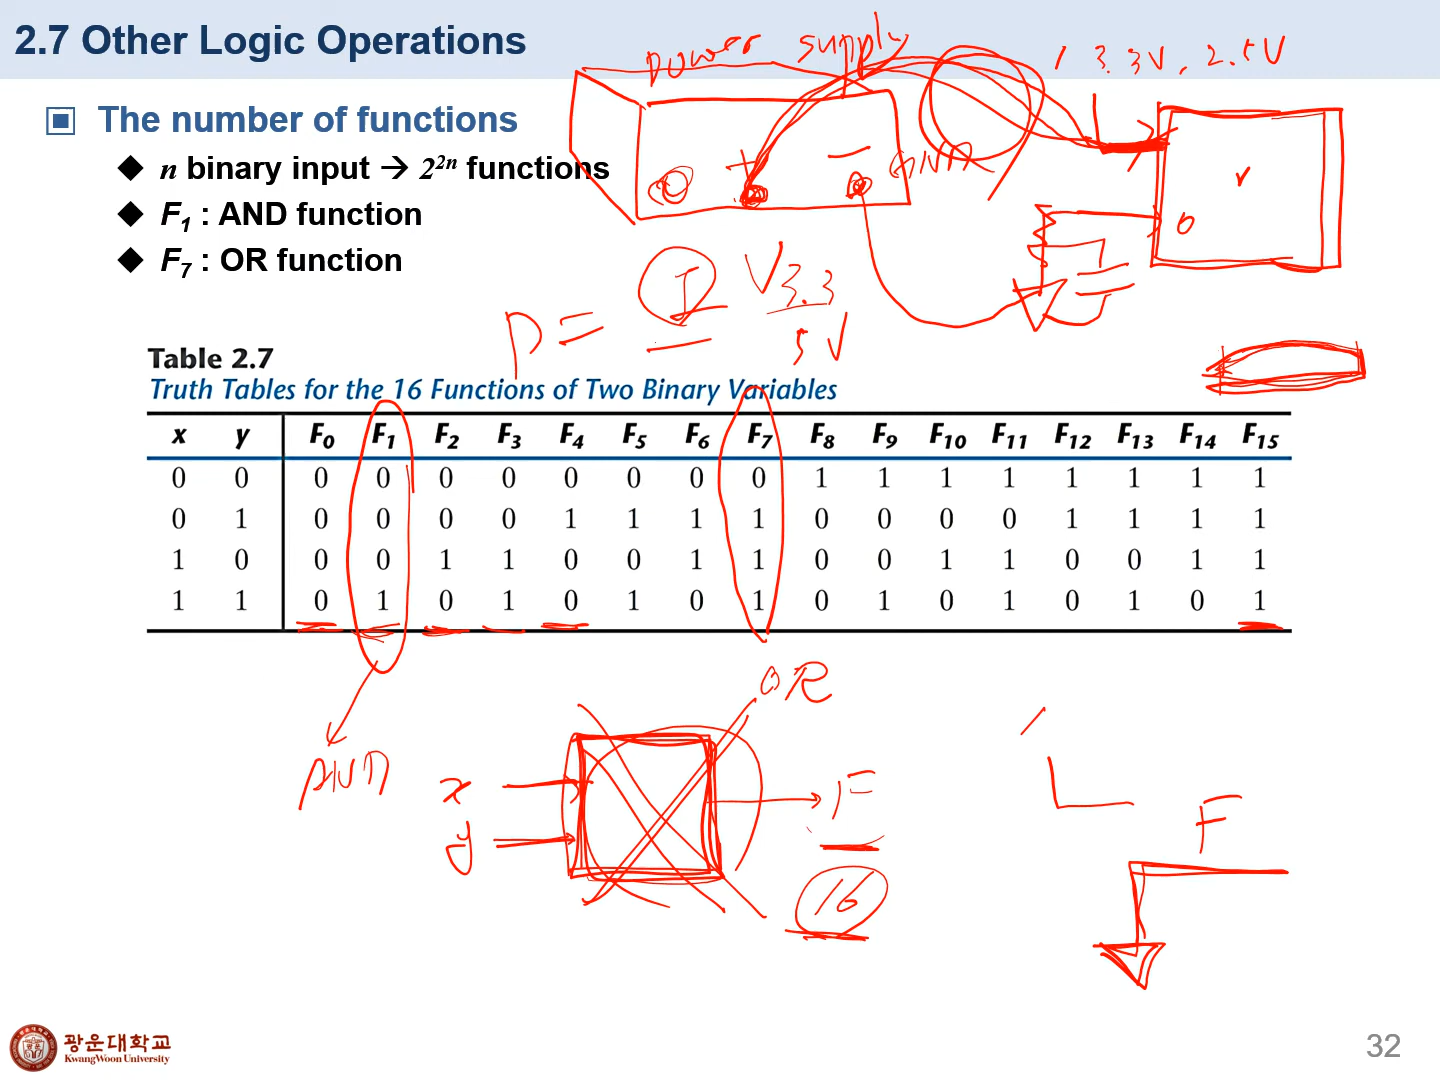 2.7 Other Logic Operations
power supply
1 3.3V, 2.5V
The number of functions
n binary input → 2^2n functions
F1 : AND function
F7 : OR function
+ − GND
P = I V 3.3
5V
Table 2.7
Truth Tables for the 16 Functions of Two Binary Variables
x y F0 F1 F2 F3 F4 F5 F6 F7 F8 F9 F10 F11 F12 F13 F14 F15
0 0 0 0 0 0 0 0 0 0 1 1 1 1 1 1 1 1
0 1 0 0 0 0 1 1 1 1 0 0 0 0 1 1 1 1
1 0 0 0 1 1 0 0 1 1 0 0 1 1 0 0 1 1
1 1 0 1 0 1 0 1 0 1 0 1 0 1 0 1 0 1
OR
AND
x
y
F
16
F
광운대학교
KwangWoon University
32